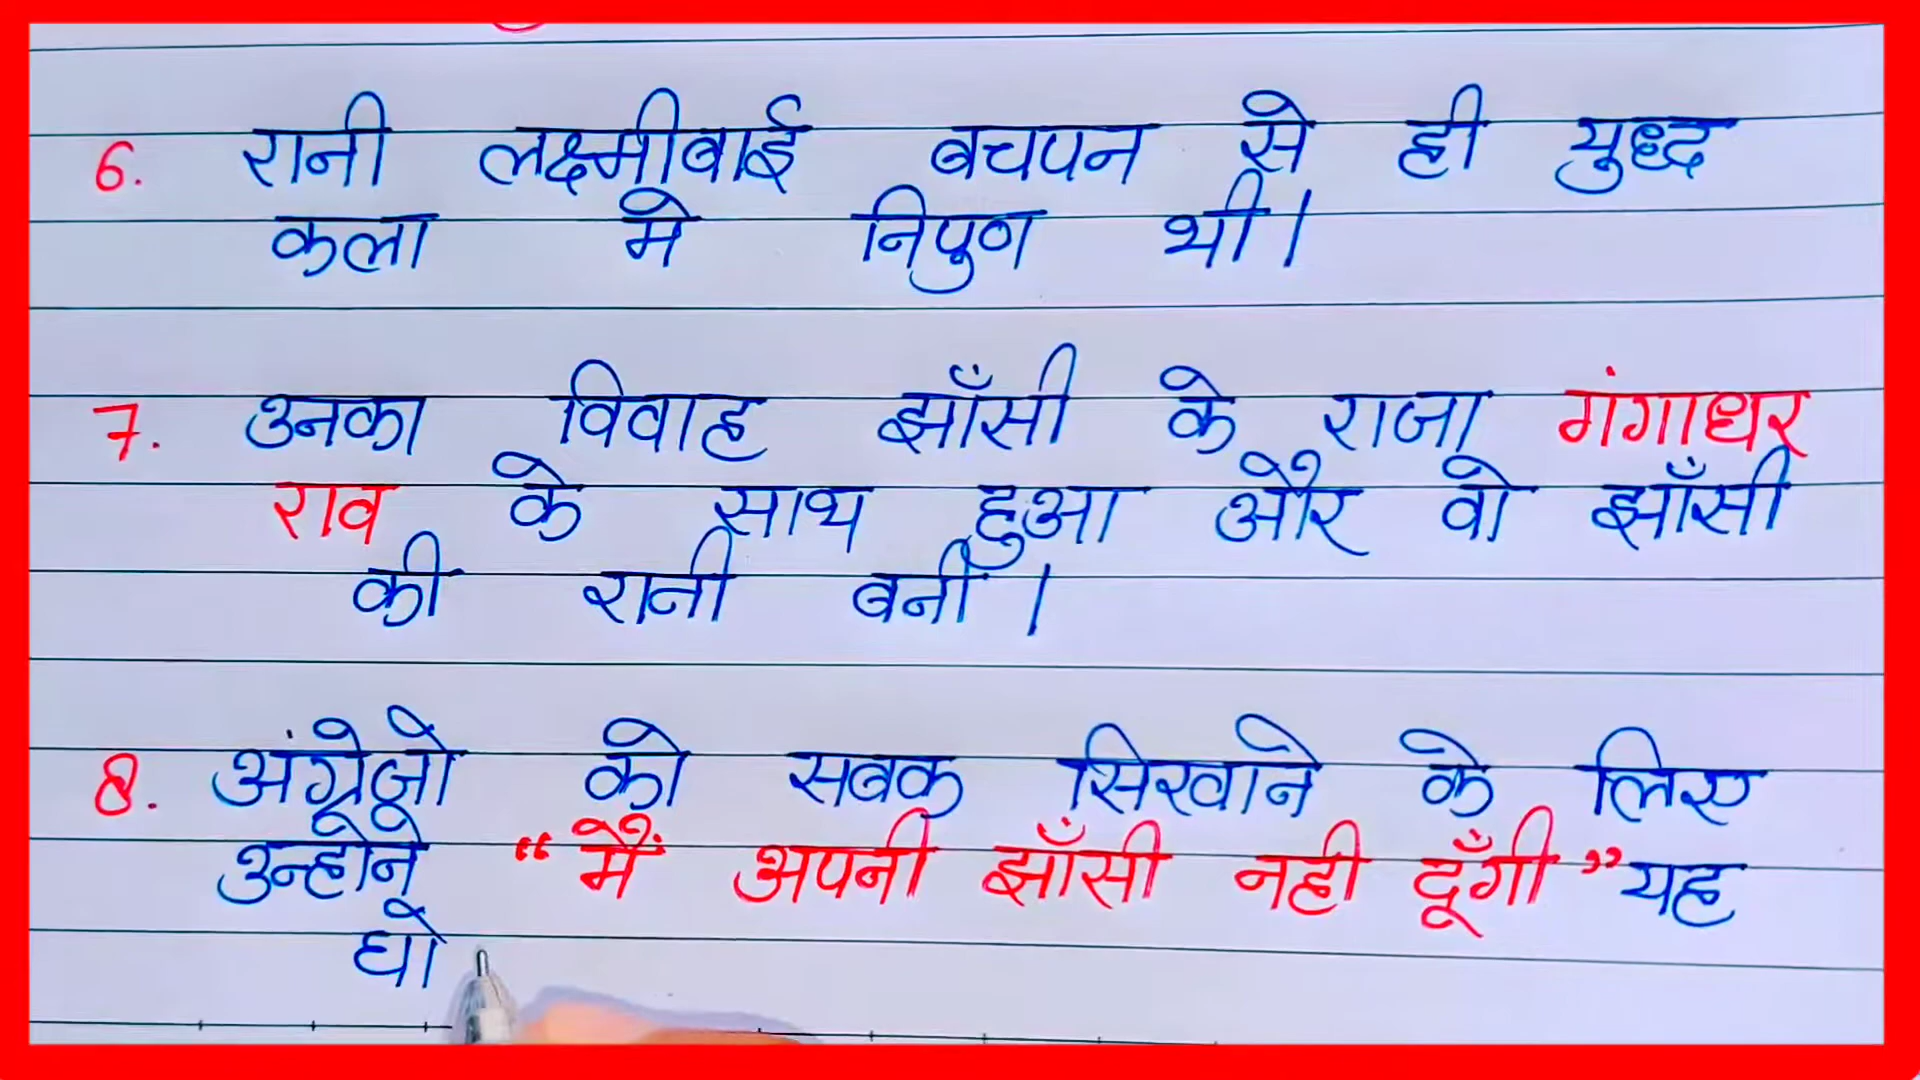 6. रानी लक्ष्मीबाई बचपन से ही युध्द
कला मे निपुण थी।
7. उनका विवाह झाँसी के राजा गंगाधर
राव के साथ हुआ और वो झाँसी
की रानी बनीं।
8. अंग्रेजो को सबक सिखाने के लिए
उन्होने “मैं अपनी झाँसी नही दूँगी” यह
घो